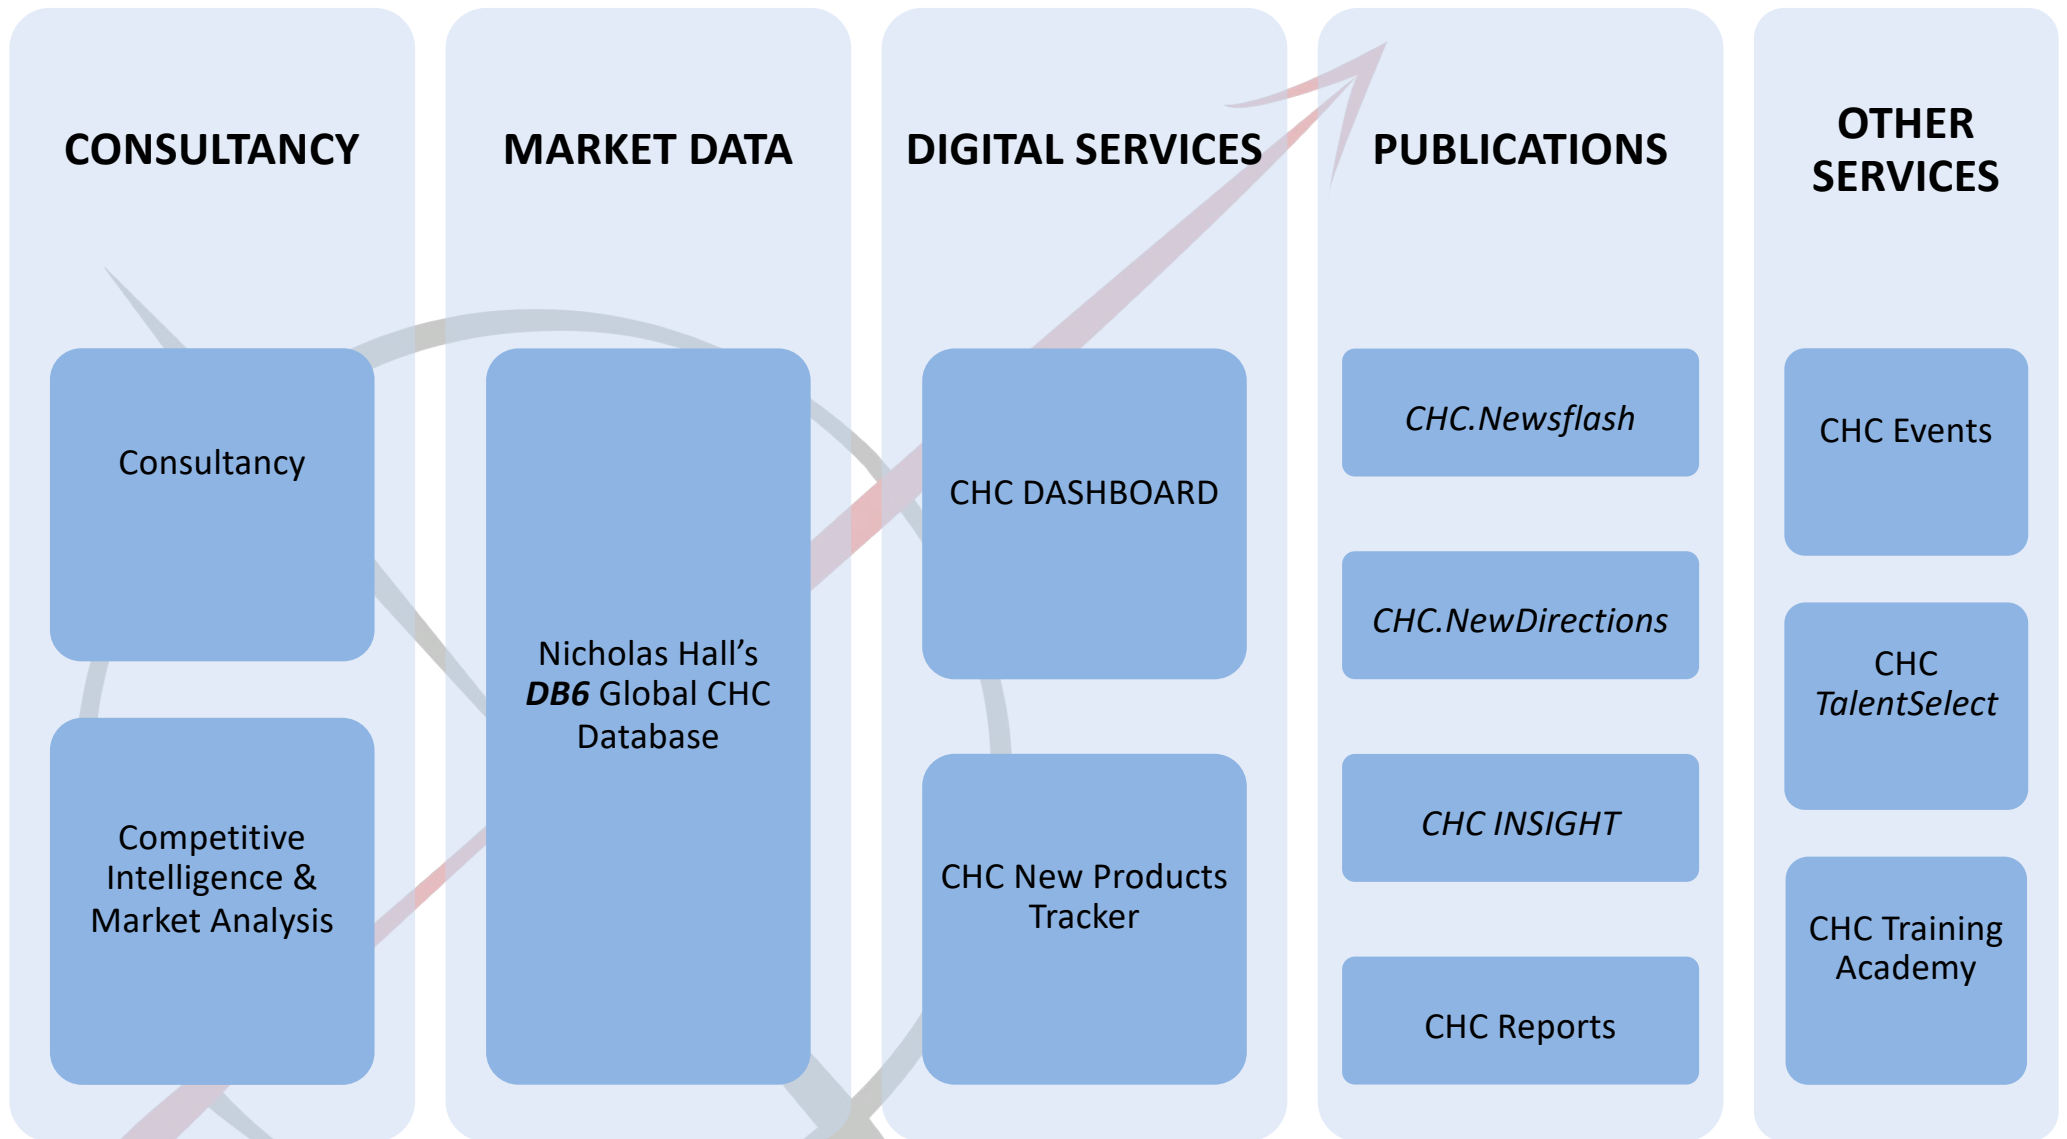 CONSULTANCY
Consultancy
Competitive
Intelligence &
Market Analysis
MARKET DATA
Nicholas Hall’s
DB6 Global CHC
Database
DIGITAL SERVICES
CHC DASHBOARD
CHC New Products
Tracker
PUBLICATIONS
CHC.Newsflash
CHC.NewDirections
CHC INSIGHT
CHC Reports
OTHER
SERVICES
CHC Events
CHC
TalentSelect
CHC Training
Academy